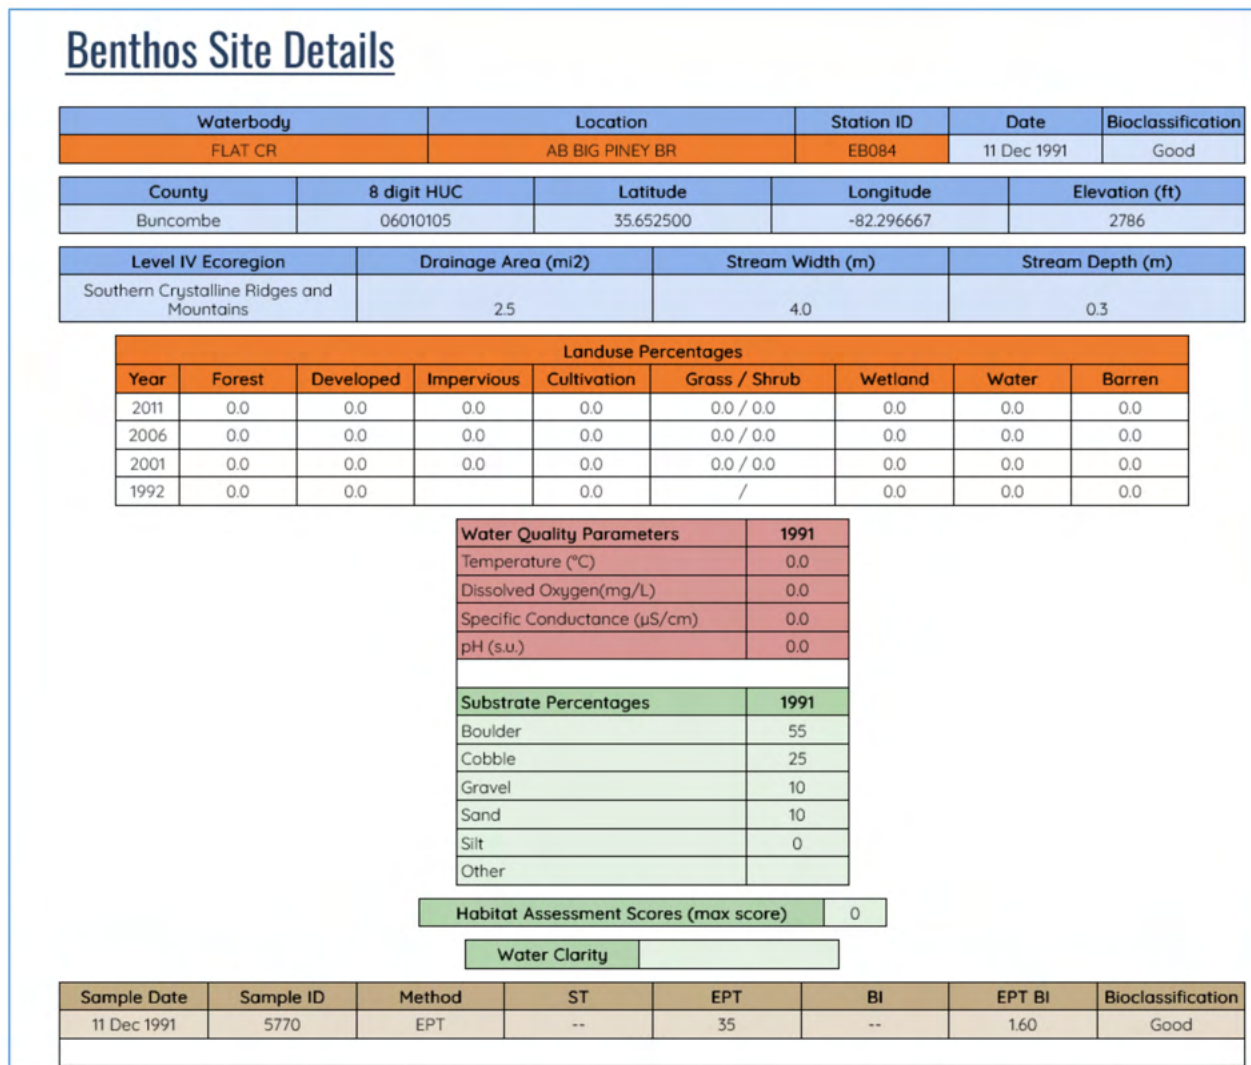 Benthos Site Details
Waterbody Location Station ID Date Bioclassification
FLAT CR AB BIG PINEY BR EB084 11 Dec 1991 Good
County 8 digit HUC Latitude Longitude Elevation (ft)
Buncombe 06010105 35.652500 -82.296667 2786
Level IV Ecoregion Drainage Area (mi2) Stream Width (m) Stream Depth (m)
Southern Crystalline Ridges and
Mountains 2.5 4.0 0.3
Landuse Percentages
Year Forest Developed Impervious Cultivation Grass / Shrub Wetland Water Barren
2011 0.0 0.0 0.0 0.0 0.0 / 0.0 0.0 0.0 0.0
2006 0.0 0.0 0.0 0.0 0.0 / 0.0 0.0 0.0 0.0
2001 0.0 0.0 0.0 0.0 0.0 / 0.0 0.0 0.0 0.0
1992 0.0 0.0 0.0 / 0.0 0.0 0.0
Water Quality Parameters 1991
Temperature (°C) 0.0
Dissolved Oxygen(mg/L) 0.0
Specific Conductance (µS/cm) 0.0
pH (s.u.) 0.0
Substrate Percentages 1991
Boulder 55
Cobble 25
Gravel 10
Sand 10
Silt 0
Other
Habitat Assessment Scores (max score) 0
Water Clarity
Sample Date Sample ID Method ST EPT BI EPT BI Bioclassification
11 Dec 1991 5770 EPT -- 35 -- 1.60 Good